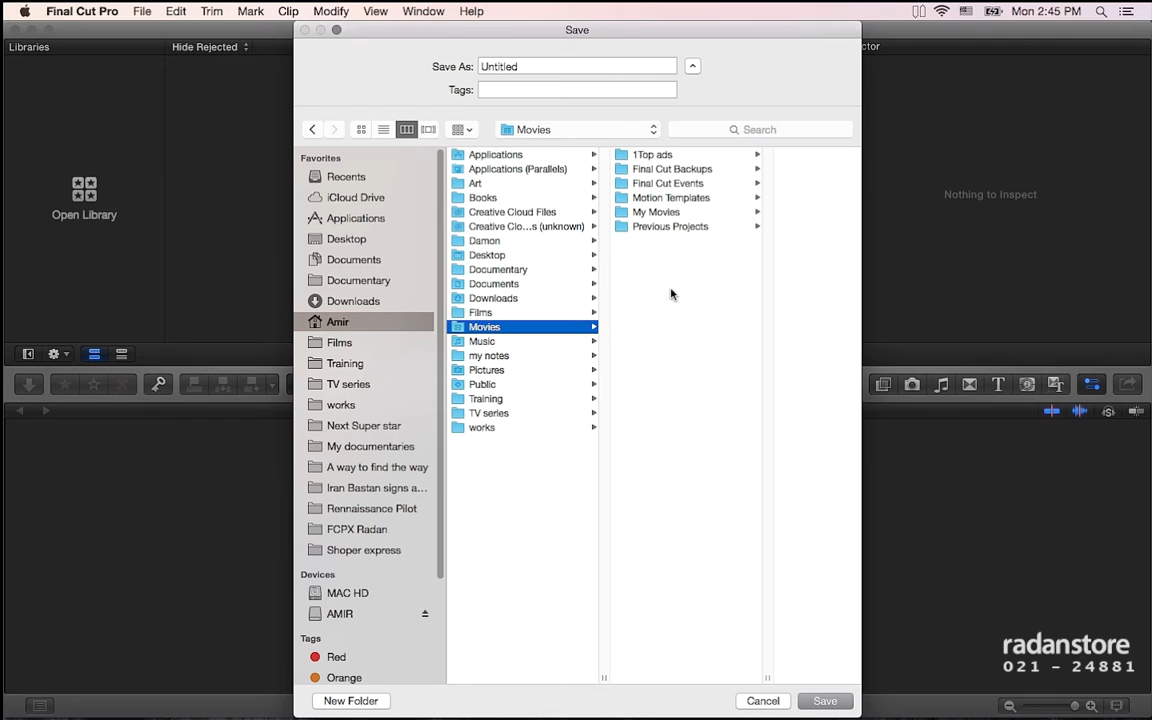 Final Cut Pro File Edit Trim Mark Clip Modify View Window Help Mon 2:45 PM
Save
Libraries Hide Rejected
Save As: Untitled
Tags:
Movies Search
Favorites
Recents
iCloud Drive
Applications
Desktop
Documents
Documentary
Downloads
Amir
Films
Training
TV series
works
Next Super star
My documentaries
A way to find the way
Iran Bastan signs a...
Rennaissance Pilot
FCPX Radan
Shoper express
Devices
MAC HD
AMIR
Tags
Red
Orange
Applications
Applications (Parallels)
Art
Books
Creative Cloud Files
Creative Clo...s (unknown)
Damon
Desktop
Documentary
Documents
Downloads
Films
Movies
Music
my notes
Pictures
Public
Training
TV series
works
1Top ads
Final Cut Backups
Final Cut Events
Motion Templates
My Movies
Previous Projects
Open Library
Nothing to Inspect
New Folder Cancel Save
radanstore
021 - 24881